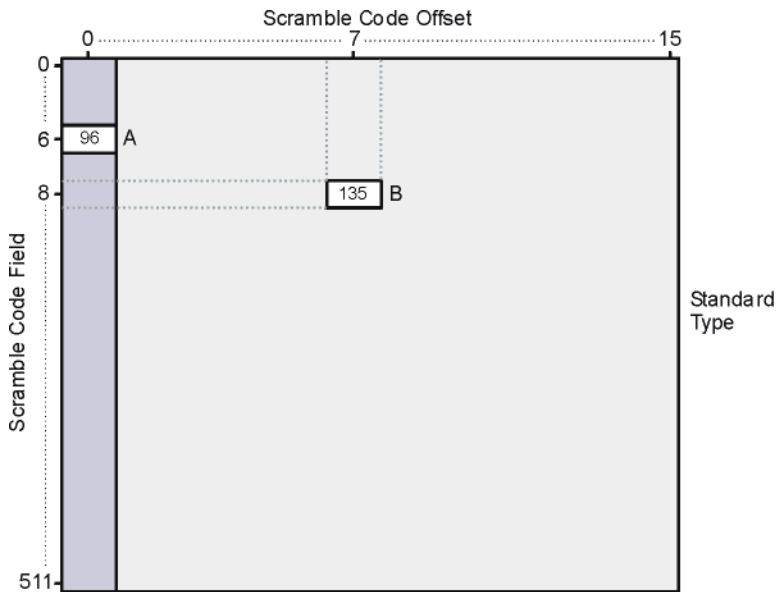 Scramble Code Offset
0 7 15
0
6 96 A
8 135 B
Scramble Code Field
Standard
Type
511